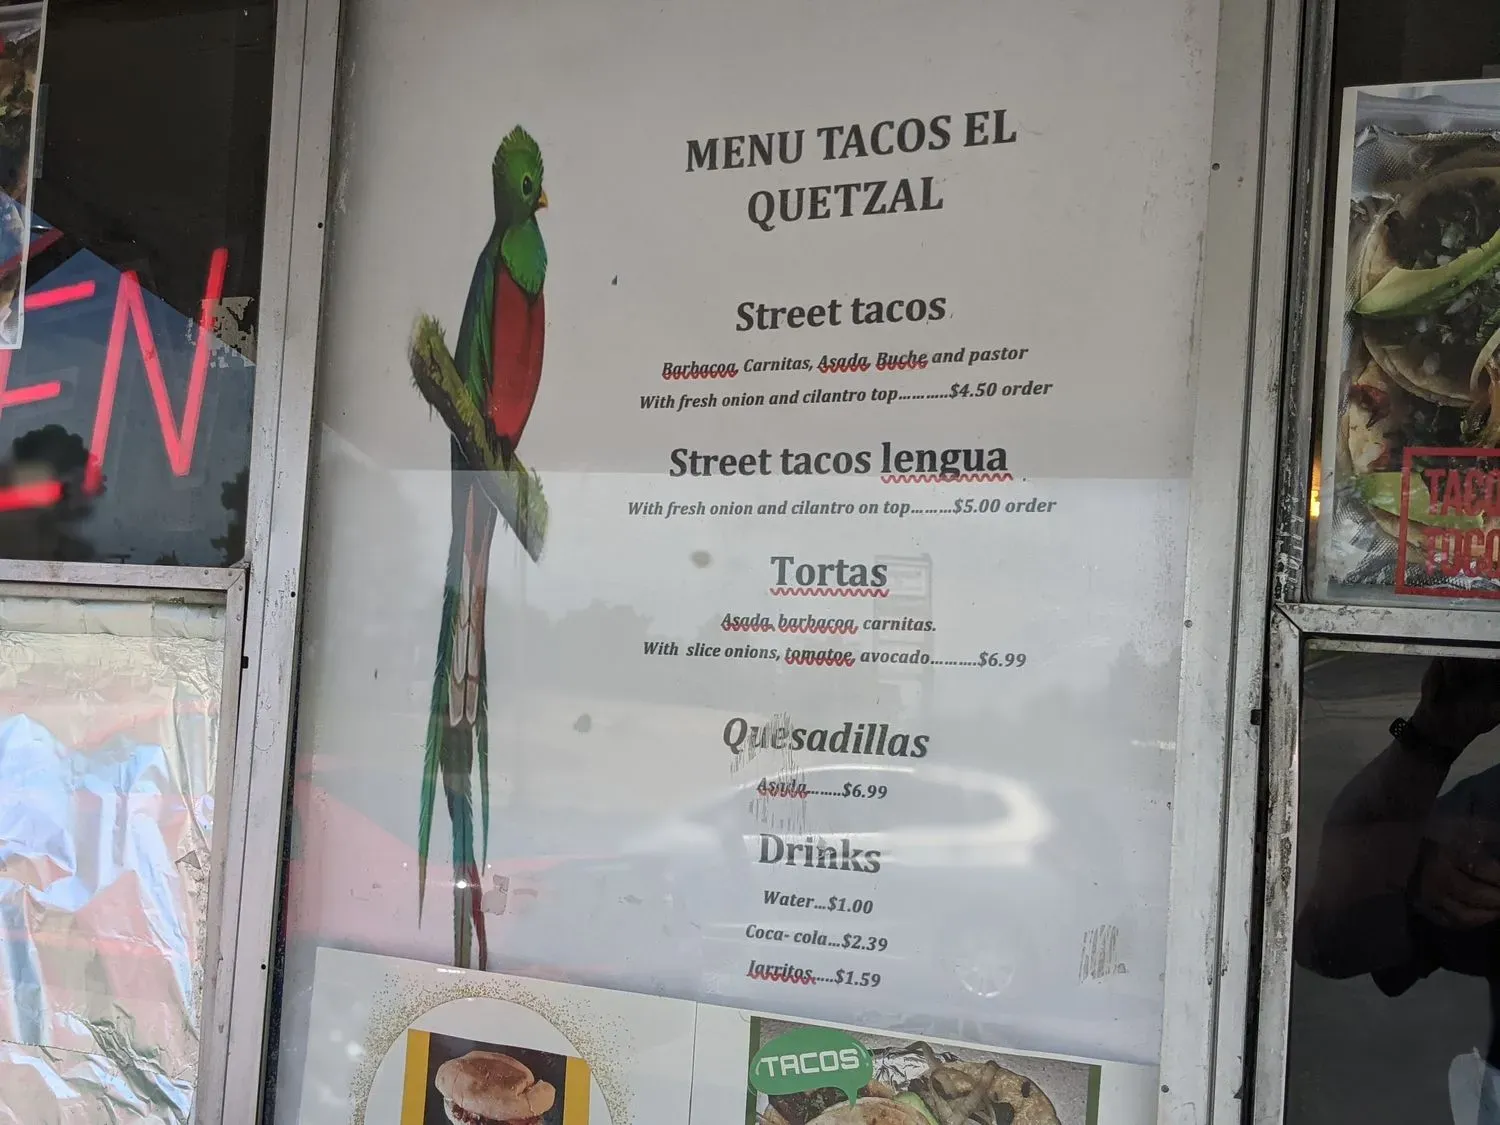 EN
MENU TACOS EL
QUETZAL
Street tacos
Barbacoa, Carnitas, Asada, Buche and pastor
With fresh onion and cilantro top...........$4.50 order
Street tacos lengua
With fresh onion and cilantro on top.........$5.00 order
Tortas
Asada, barbacoa, carnitas.
With slice onions, tomatoe, avocado..........$6.99
Quesadillas
Asada........$6.99
Drinks
Water...$1.00
Coca- cola...$2.39
Jarritos.....$1.59
TACOS